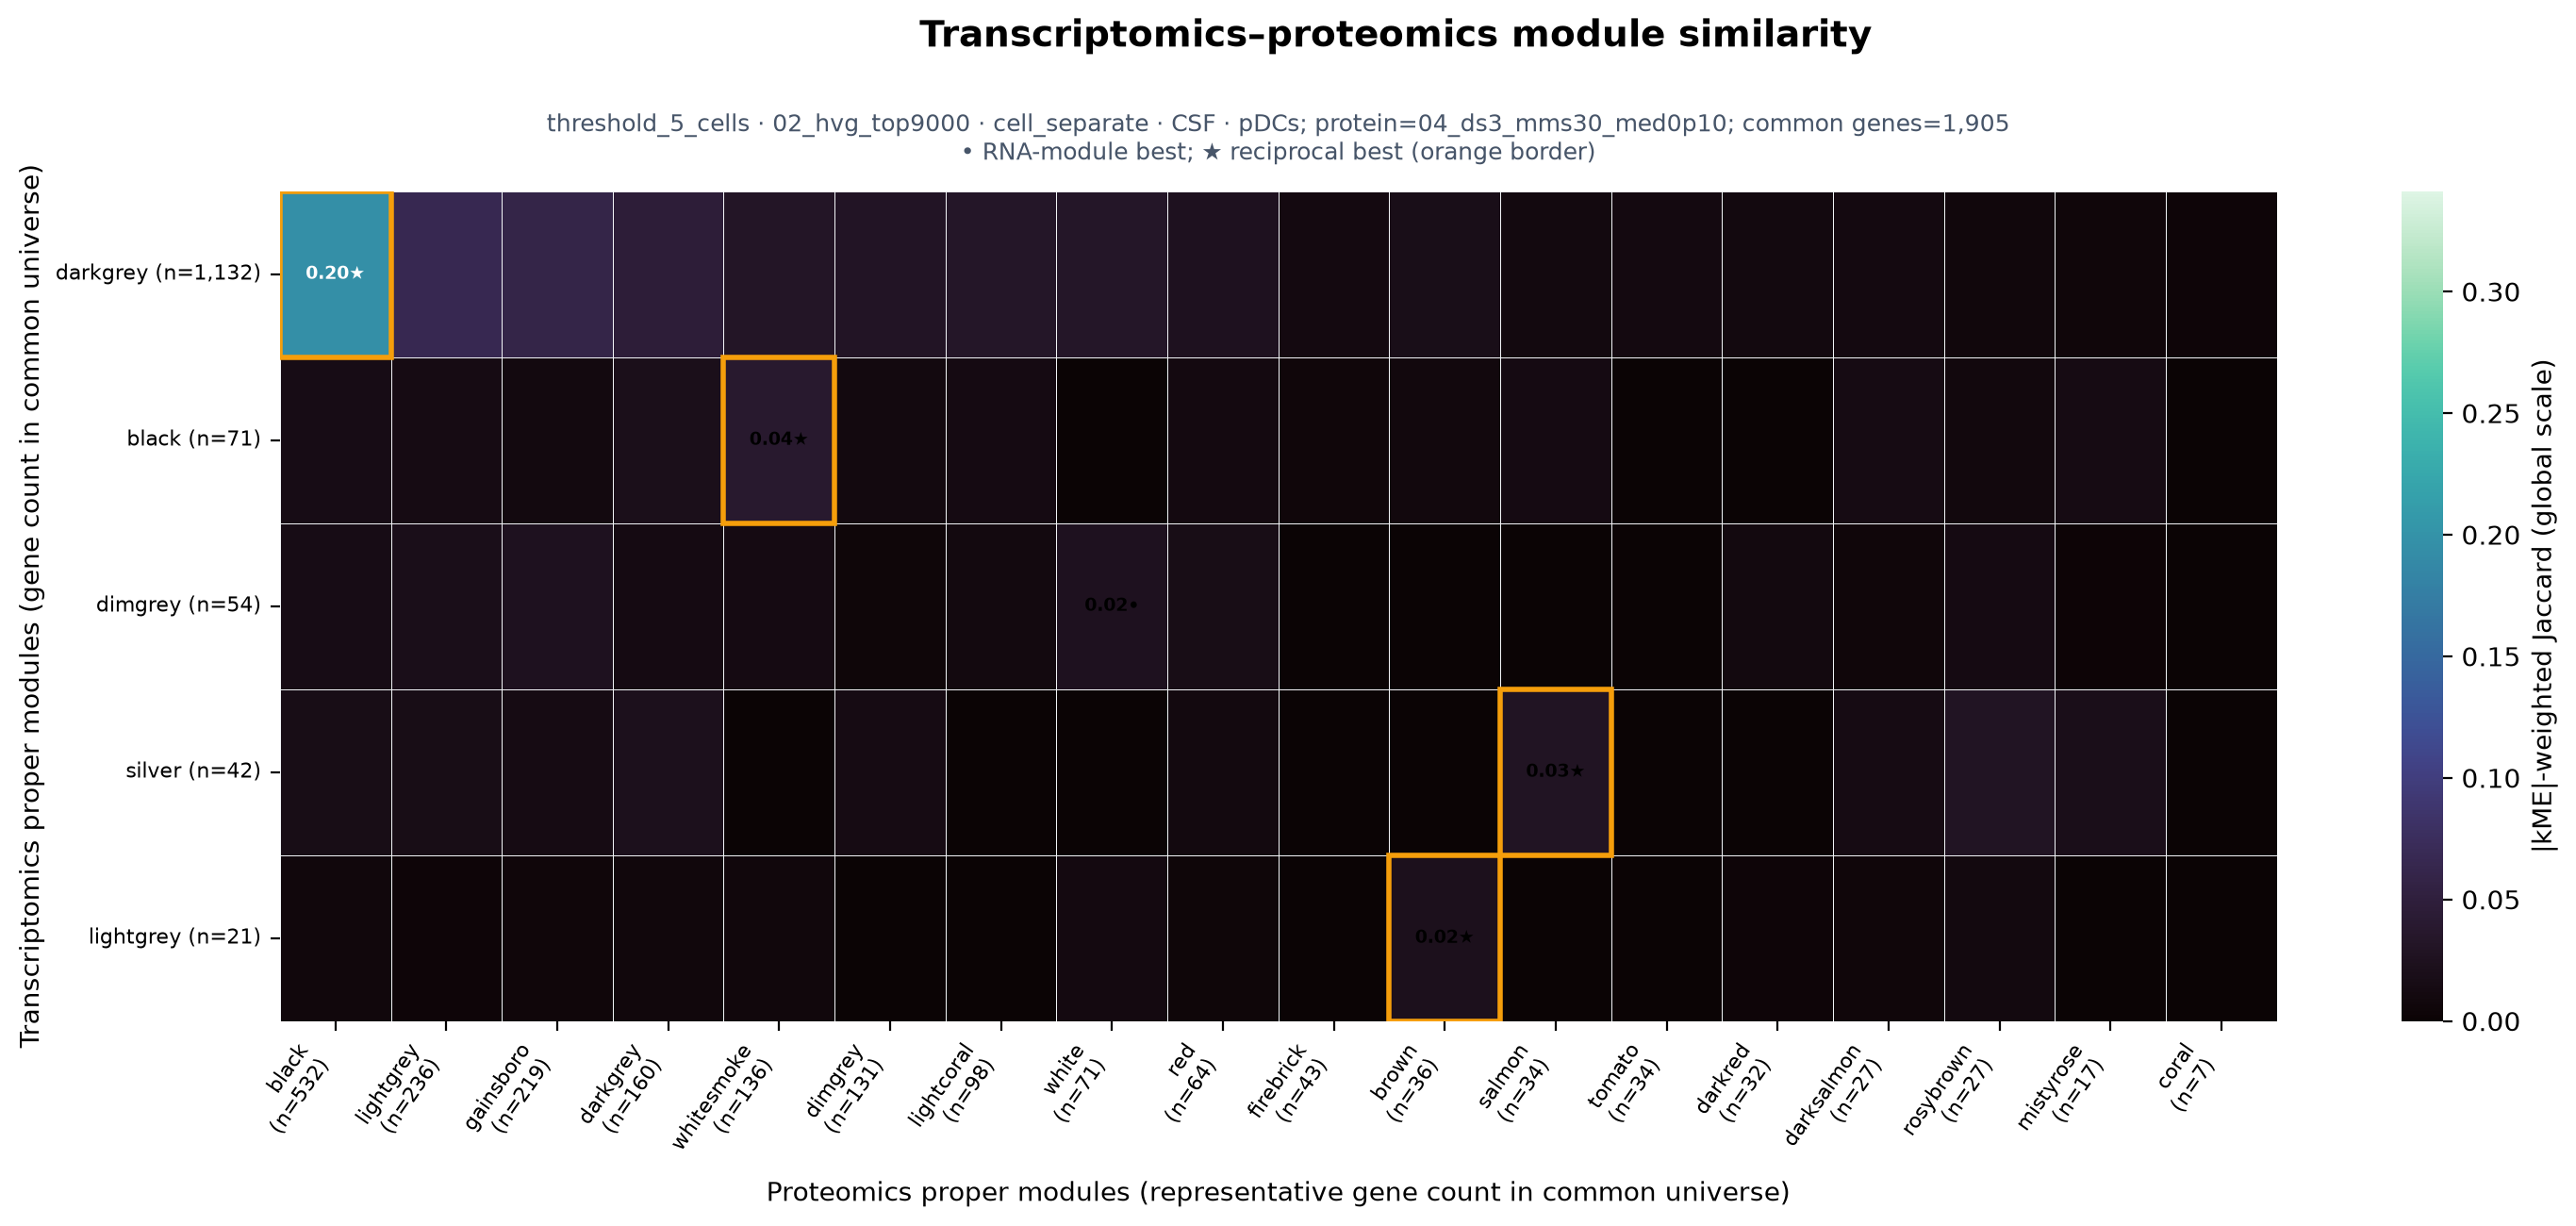 Transcriptomics–proteomics module similarity
threshold_5_cells · 02_hvg_top9000 · cell_separate · CSF · pDCs; protein=04_ds3_mms30_med0p10; common genes=1,905
• RNA-module best; ★ reciprocal best (orange border)
Transcriptomics proper modules (gene count in common universe)
darkgrey (n=1,132)
black (n=71)
dimgrey (n=54)
silver (n=42)
lightgrey (n=21)
0.20★
0.04★
0.02•
0.03★
0.02★
black
(n=532)
lightgrey
(n=236)
gainsboro
(n=219)
darkgrey
(n=160)
whitesmoke
(n=136)
dimgrey
(n=131)
lightcoral
(n=98)
white
(n=71)
red
(n=64)
firebrick
(n=43)
brown
(n=36)
salmon
(n=34)
tomato
(n=34)
darkred
(n=32)
darksalmon
(n=27)
rosybrown
(n=27)
mistyrose
(n=17)
coral
(n=7)
Proteomics proper modules (representative gene count in common universe)
0.30
0.25
0.20
0.15
0.10
0.05
0.00
|kME|-weighted Jaccard (global scale)